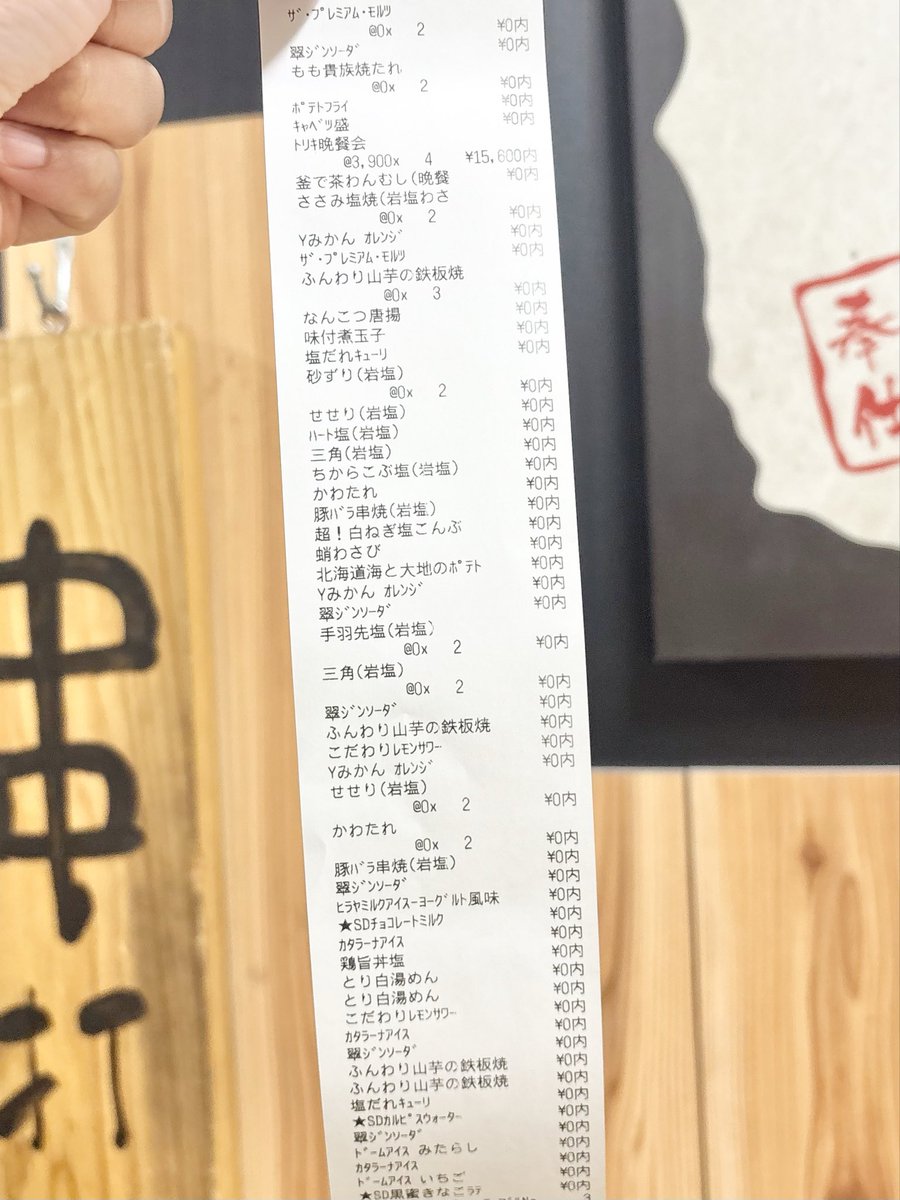 ｻﾞ･ﾌﾟﾚﾐｱﾑ･ﾓﾙﾂ
@0x 2 ¥0内
翠ｼﾞﾝｿｰﾀﾞ ¥0内
もも貴族焼たれ
@0x 2 ¥0内
ﾎﾟﾃﾄﾌﾗｲ ¥0内
ｷｬﾍﾞﾂ盛 ¥0内
ﾄﾘｷ晩餐会
@3,900x 4 ¥15,600内
釜で茶わんむし(晩餐 ¥0内
ささみ塩焼(岩塩わさ
@0x 2 ¥0内
Yみかん ｵﾚﾝｼﾞ ¥0内
ｻﾞ･ﾌﾟﾚﾐｱﾑ･ﾓﾙﾂ ¥0内
ふんわり山芋の鉄板焼
@0x 3 ¥0内
なんこつ唐揚 ¥0内
味付煮玉子 ¥0内
塩だれｷｭｰﾘ ¥0内
砂ずり(岩塩)
@0x 2 ¥0内
せせり(岩塩) ¥0内
ﾊｰﾄ塩(岩塩) ¥0内
三角(岩塩) ¥0内
ちからこぶ塩(岩塩) ¥0内
かわたれ ¥0内
豚ﾊﾞﾗ串焼(岩塩) ¥0内
超！白ねぎ塩こんぶ ¥0内
蛸わさび ¥0内
北海道海と大地のﾎﾟﾃﾄ ¥0内
Yみかん ｵﾚﾝｼﾞ ¥0内
翠ｼﾞﾝｿｰﾀﾞ ¥0内
手羽先塩(岩塩)
@0x 2 ¥0内
三角(岩塩)
@0x 2 ¥0内
翠ｼﾞﾝｿｰﾀﾞ ¥0内
ふんわり山芋の鉄板焼 ¥0内
こだわりﾚﾓﾝｻﾜｰ ¥0内
Yみかん ｵﾚﾝｼﾞ ¥0内
せせり(岩塩)
@0x 2 ¥0内
かわたれ
@0x 2 ¥0内
豚ﾊﾞﾗ串焼(岩塩) ¥0内
翠ｼﾞﾝｿｰﾀﾞ ¥0内
ﾋﾗﾔﾐﾙｸｱｲｽーﾖｰｸﾞﾙﾄ風味 ¥0内
★SDﾁｮｺﾚｰﾄﾐﾙｸ ¥0内
ｶﾀﾗｰﾅｱｲｽ ¥0内
鶏旨丼塩 ¥0内
とり白湯めん ¥0内
とり白湯めん ¥0内
こだわりﾚﾓﾝｻﾜｰ ¥0内
ｶﾀﾗｰﾅｱｲｽ ¥0内
翠ｼﾞﾝｿｰﾀﾞ ¥0内
ふんわり山芋の鉄板焼 ¥0内
ふんわり山芋の鉄板焼 ¥0内
塩だれｷｭｰﾘ ¥0内
★SDｶﾙﾋﾟｽｳｫｰﾀｰ ¥0内
翠ｼﾞﾝｿｰﾀﾞ ¥0内
ﾄﾞｰﾑｱｲｽ みたらし ¥0内
ｶﾀﾗｰﾅｱｲｽ ¥0内
ﾄﾞｰﾑｱｲｽ いちご ¥0内
★SD黒蜜きなこﾗﾃ ¥0内
串
打
奉
仕